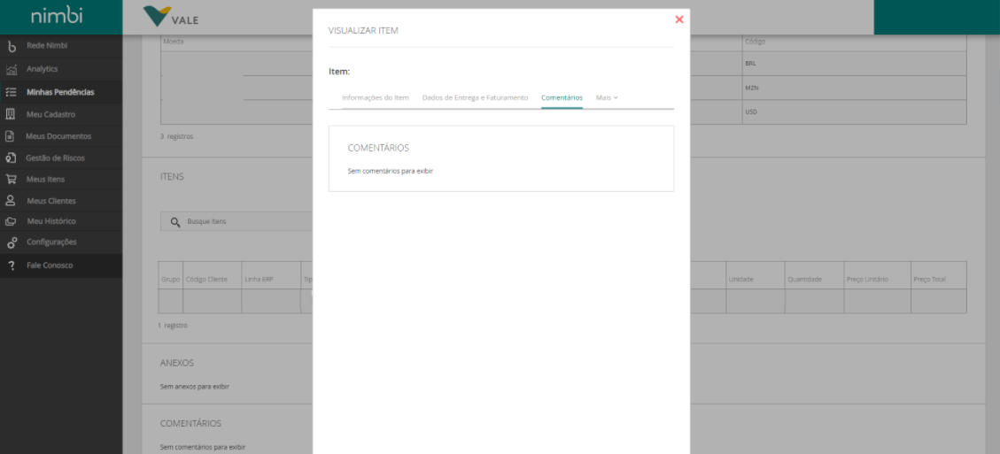 nimbi
VALE
Rede Nimbi
Analytics
Minhas Pendências
Meu Cadastro
Meus Documentos
Gestão de Riscos
Meus Itens
Meus Clientes
Meu Histórico
Configurações
Fale Conosco
VISUALIZAR ITEM
Item:
Informações do Item Dados de Entrega e Faturamento Comentários Mais
COMENTÁRIOS
Sem comentários para exibir
Moeda Código
BRL
MZN
USD
3 registros
ITENS
Busque itens
Grupo Código Cliente Linha ERP Unidade Quantidade Preço Unitário Preço Total
1 registro
ANEXOS
Sem anexos para exibir
COMENTÁRIOS
Sem comentários para exibir